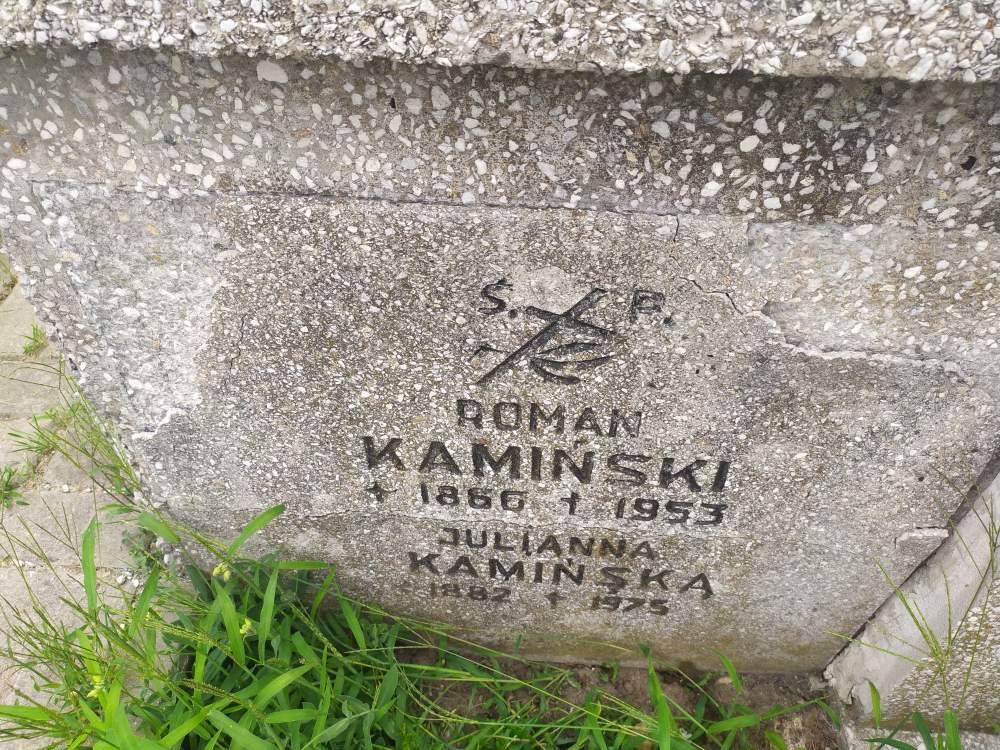 Ś. P.
ROMAN
KAMIŃSKI
1866 † 1953
JULIANNA
KAMIŃSKA
1882 † 1975